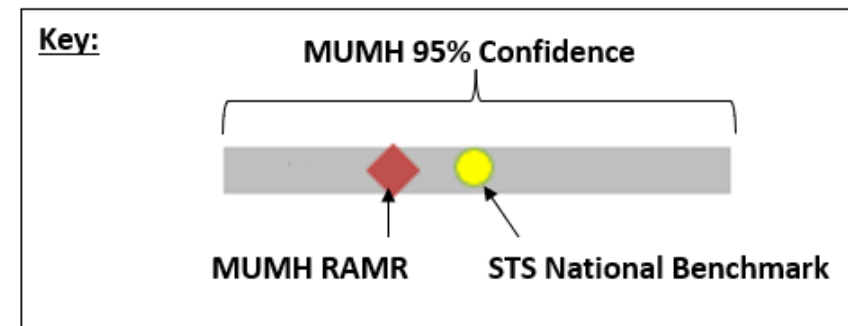 Key:
MUMH 95% Confidence
MUMH RAMR
STS National Benchmark